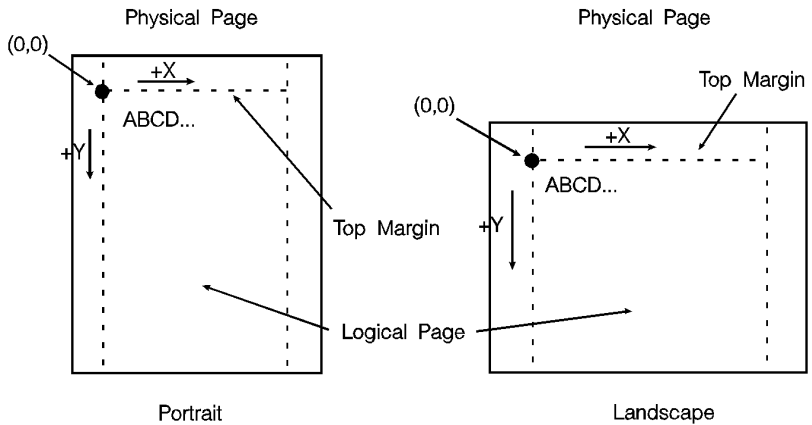 Physical Page
(0,0)
+X
ABCD...
+Y
Top Margin
Logical Page
Portrait
Physical Page
Top Margin
(0,0)
+X
ABCD...
+Y
Landscape